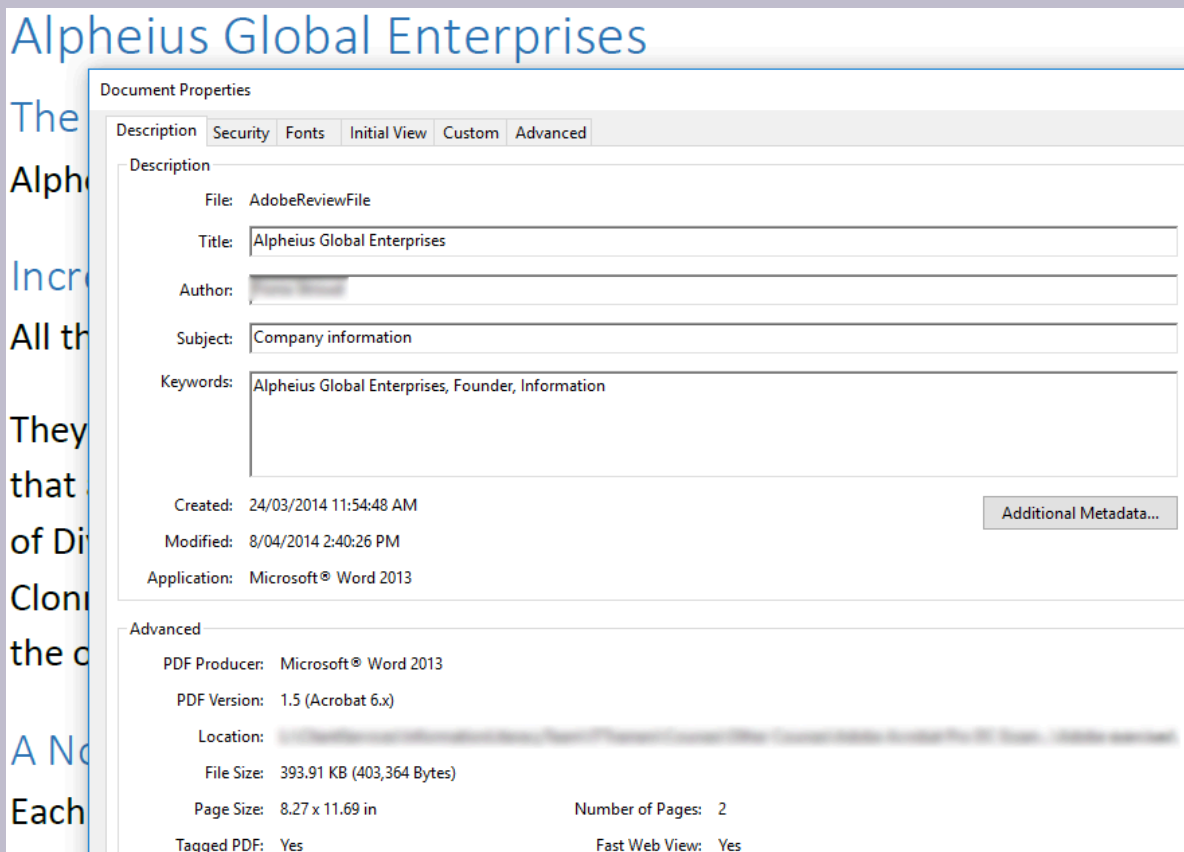 Alpheius Global Enterprises
Document Properties
The
Description Security Fonts Initial View Custom Advanced
Description
Alph
File: AdobeReviewFile
Title: Alpheius Global Enterprises
Incr
Author:
All th
Subject: Company information
Keywords: Alpheius Global Enterprises, Founder, Information
They
that
Created: 24/03/2014 11:54:48 AM
Additional Metadata...
of Di
Modified: 8/04/2014 2:40:26 PM
Application: Microsoft® Word 2013
Clon
Advanced
the o
PDF Producer: Microsoft® Word 2013
PDF Version: 1.5 (Acrobat 6.x)
Location:
A No
File Size: 393.91 KB (403,364 Bytes)
Each
Page Size: 8.27 x 11.69 in Number of Pages: 2
Tagged PDF: Yes Fast Web View: Yes